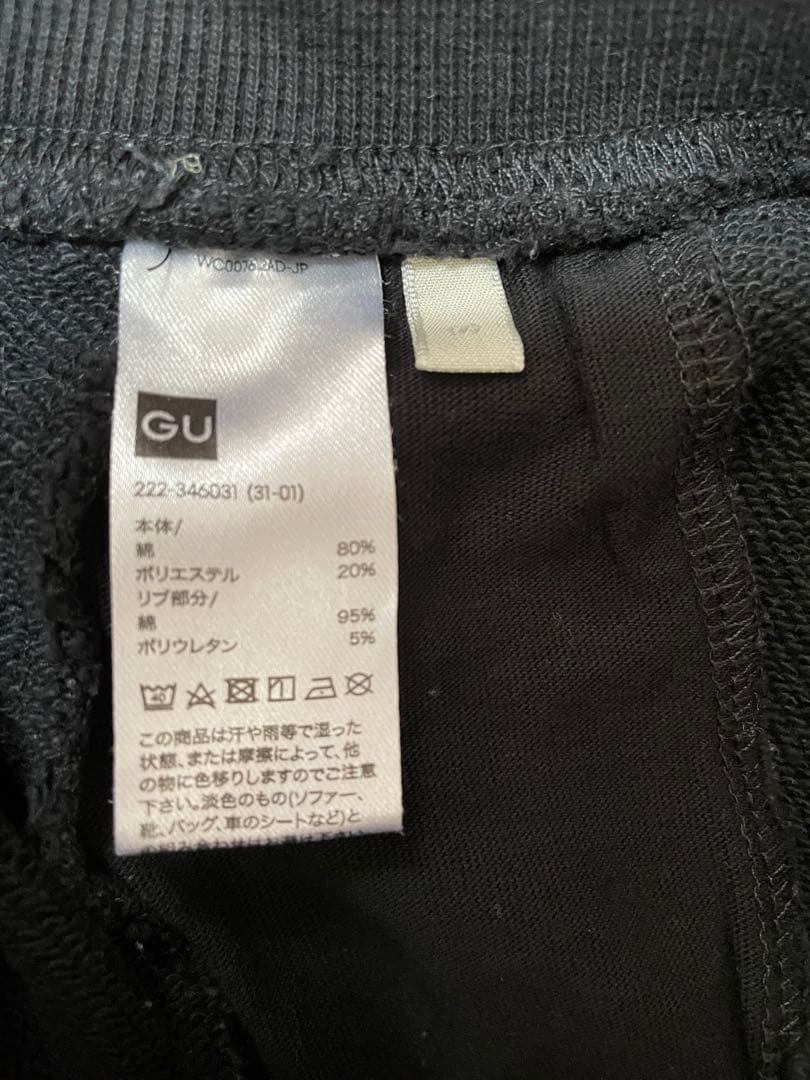 WC0076.2AD-JP
GU
222-346031 (31-01)
本体/
綿 80%
ポリエステル 20%
リブ部分/
綿 95%
ポリウレタン 5%
40
この商品は汗や雨等で湿った
状態、または摩擦によって、他
の物に色移りしますのでご注意
下さい。淡色のもの(ソファー、
靴、バッグ、車のシートなど)と